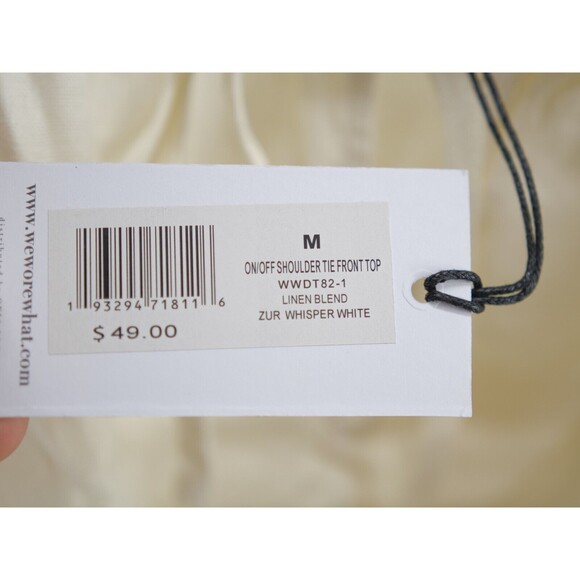 www.weworewhat.com
M
ON/OFF SHOULDER TIE FRONT TOP
WWDT82-1
LINEN BLEND
ZUR WHISPER WHITE
1 93294 71811 6
$ 49.00